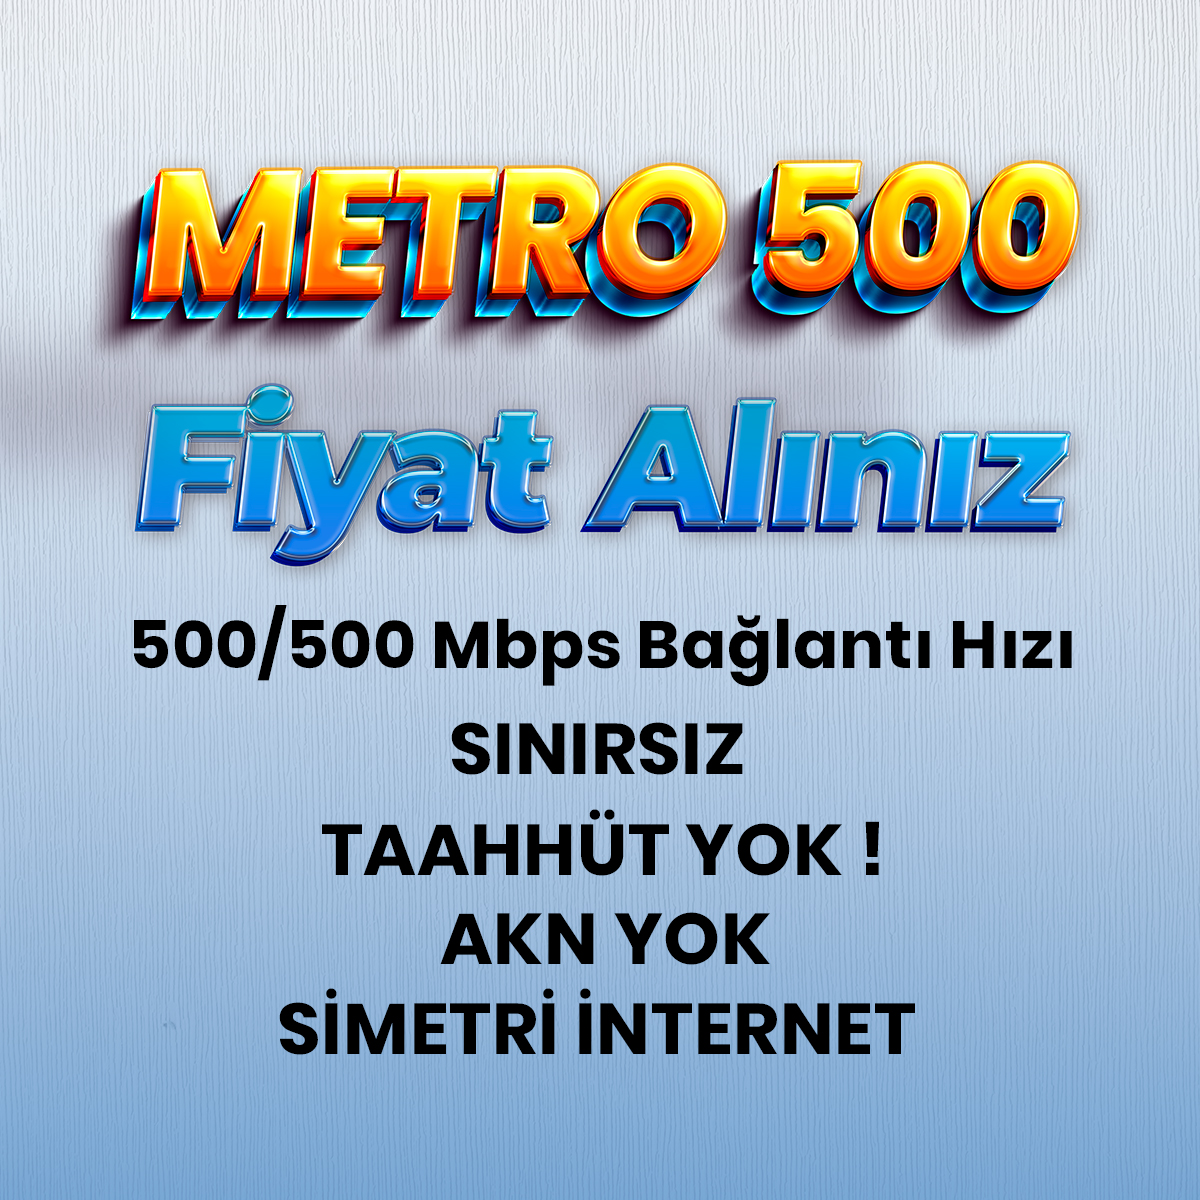 METRO 500
Fiyat Alınız
500/500 Mbps Bağlantı Hızı
SINIRSIZ
TAAHHÜT YOK !
AKN YOK
SİMETRİ İNTERNET